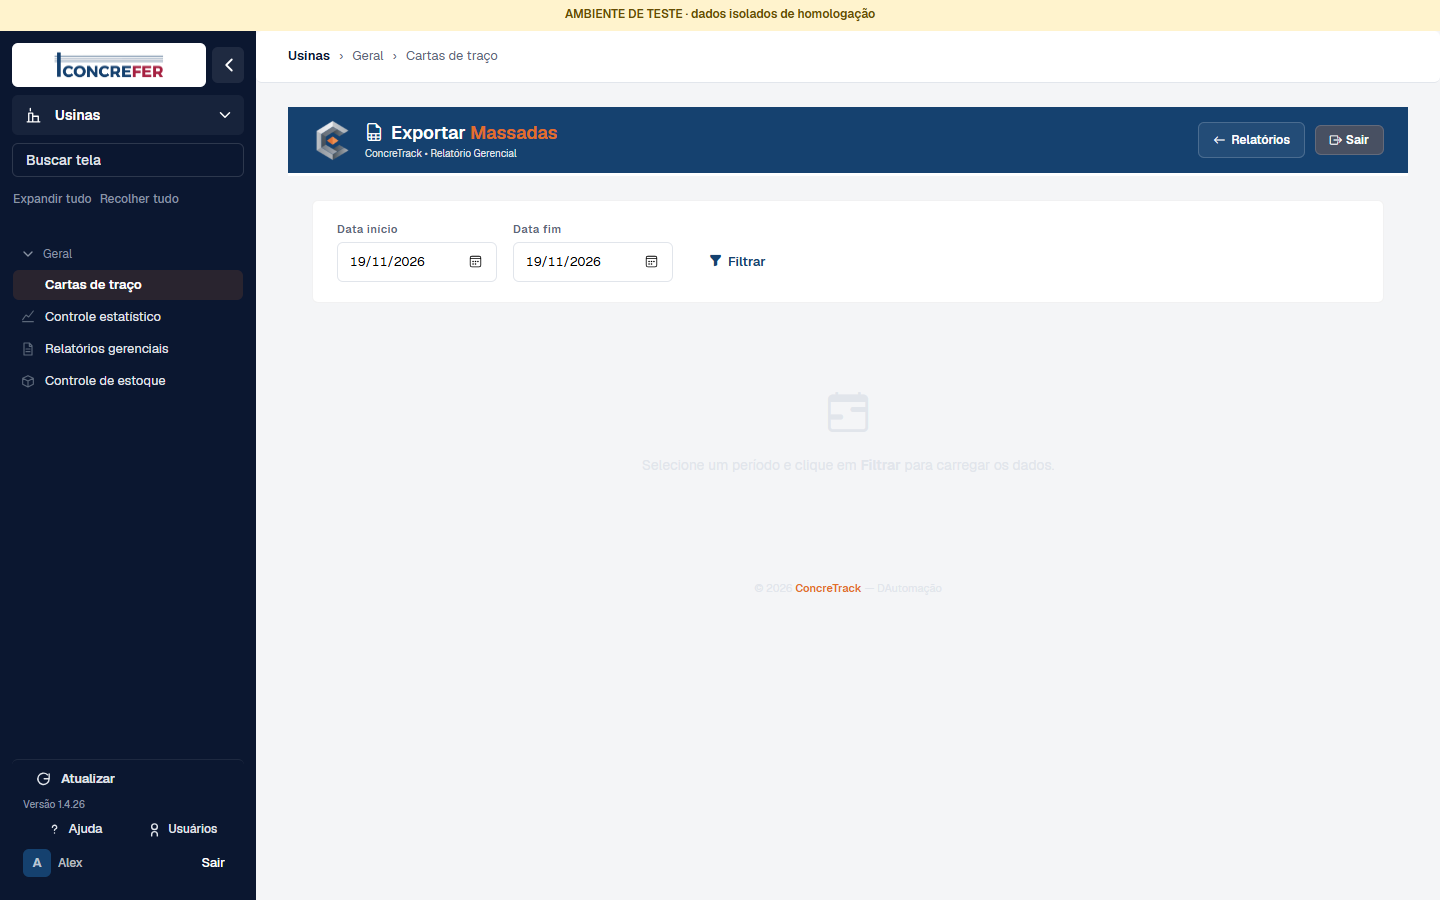 AMBIENTE DE TESTE · dados isolados de homologação
CONCREFER
Usinas
Buscar tela
Expandir tudo Recolher tudo
Geral
Cartas de traço
Controle estatístico
Relatórios gerenciais
Controle de estoque
Atualizar
Versão 1.4.26
? Ajuda
Usuários
A Alex
Sair
Usinas › Geral › Cartas de traço
Exportar Massadas
ConcreTrack • Relatório Gerencial
← Relatórios
Sair
Data início
Data fim
19/11/2026
19/11/2026
Filtrar
Selecione um período e clique em Filtrar para carregar os dados.
© 2026 ConcreTrack — DAutomação